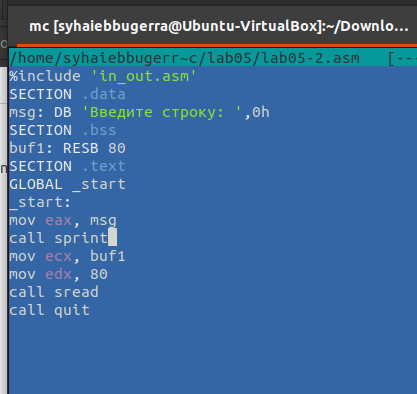 mc [syhaiebbugerra@Ubuntu-VirtualBox]:~/Downlo...
/home/syhaiebbugerr~c/lab05/lab05-2.asm [---
%include 'in_out.asm'
SECTION .data
msg: DB 'Введите строку: ',0h
SECTION .bss
buf1: RESB 80
SECTION .text
GLOBAL _start
_start:
mov eax, msg
call sprint
mov ecx, buf1
mov edx, 80
call sread
call quit